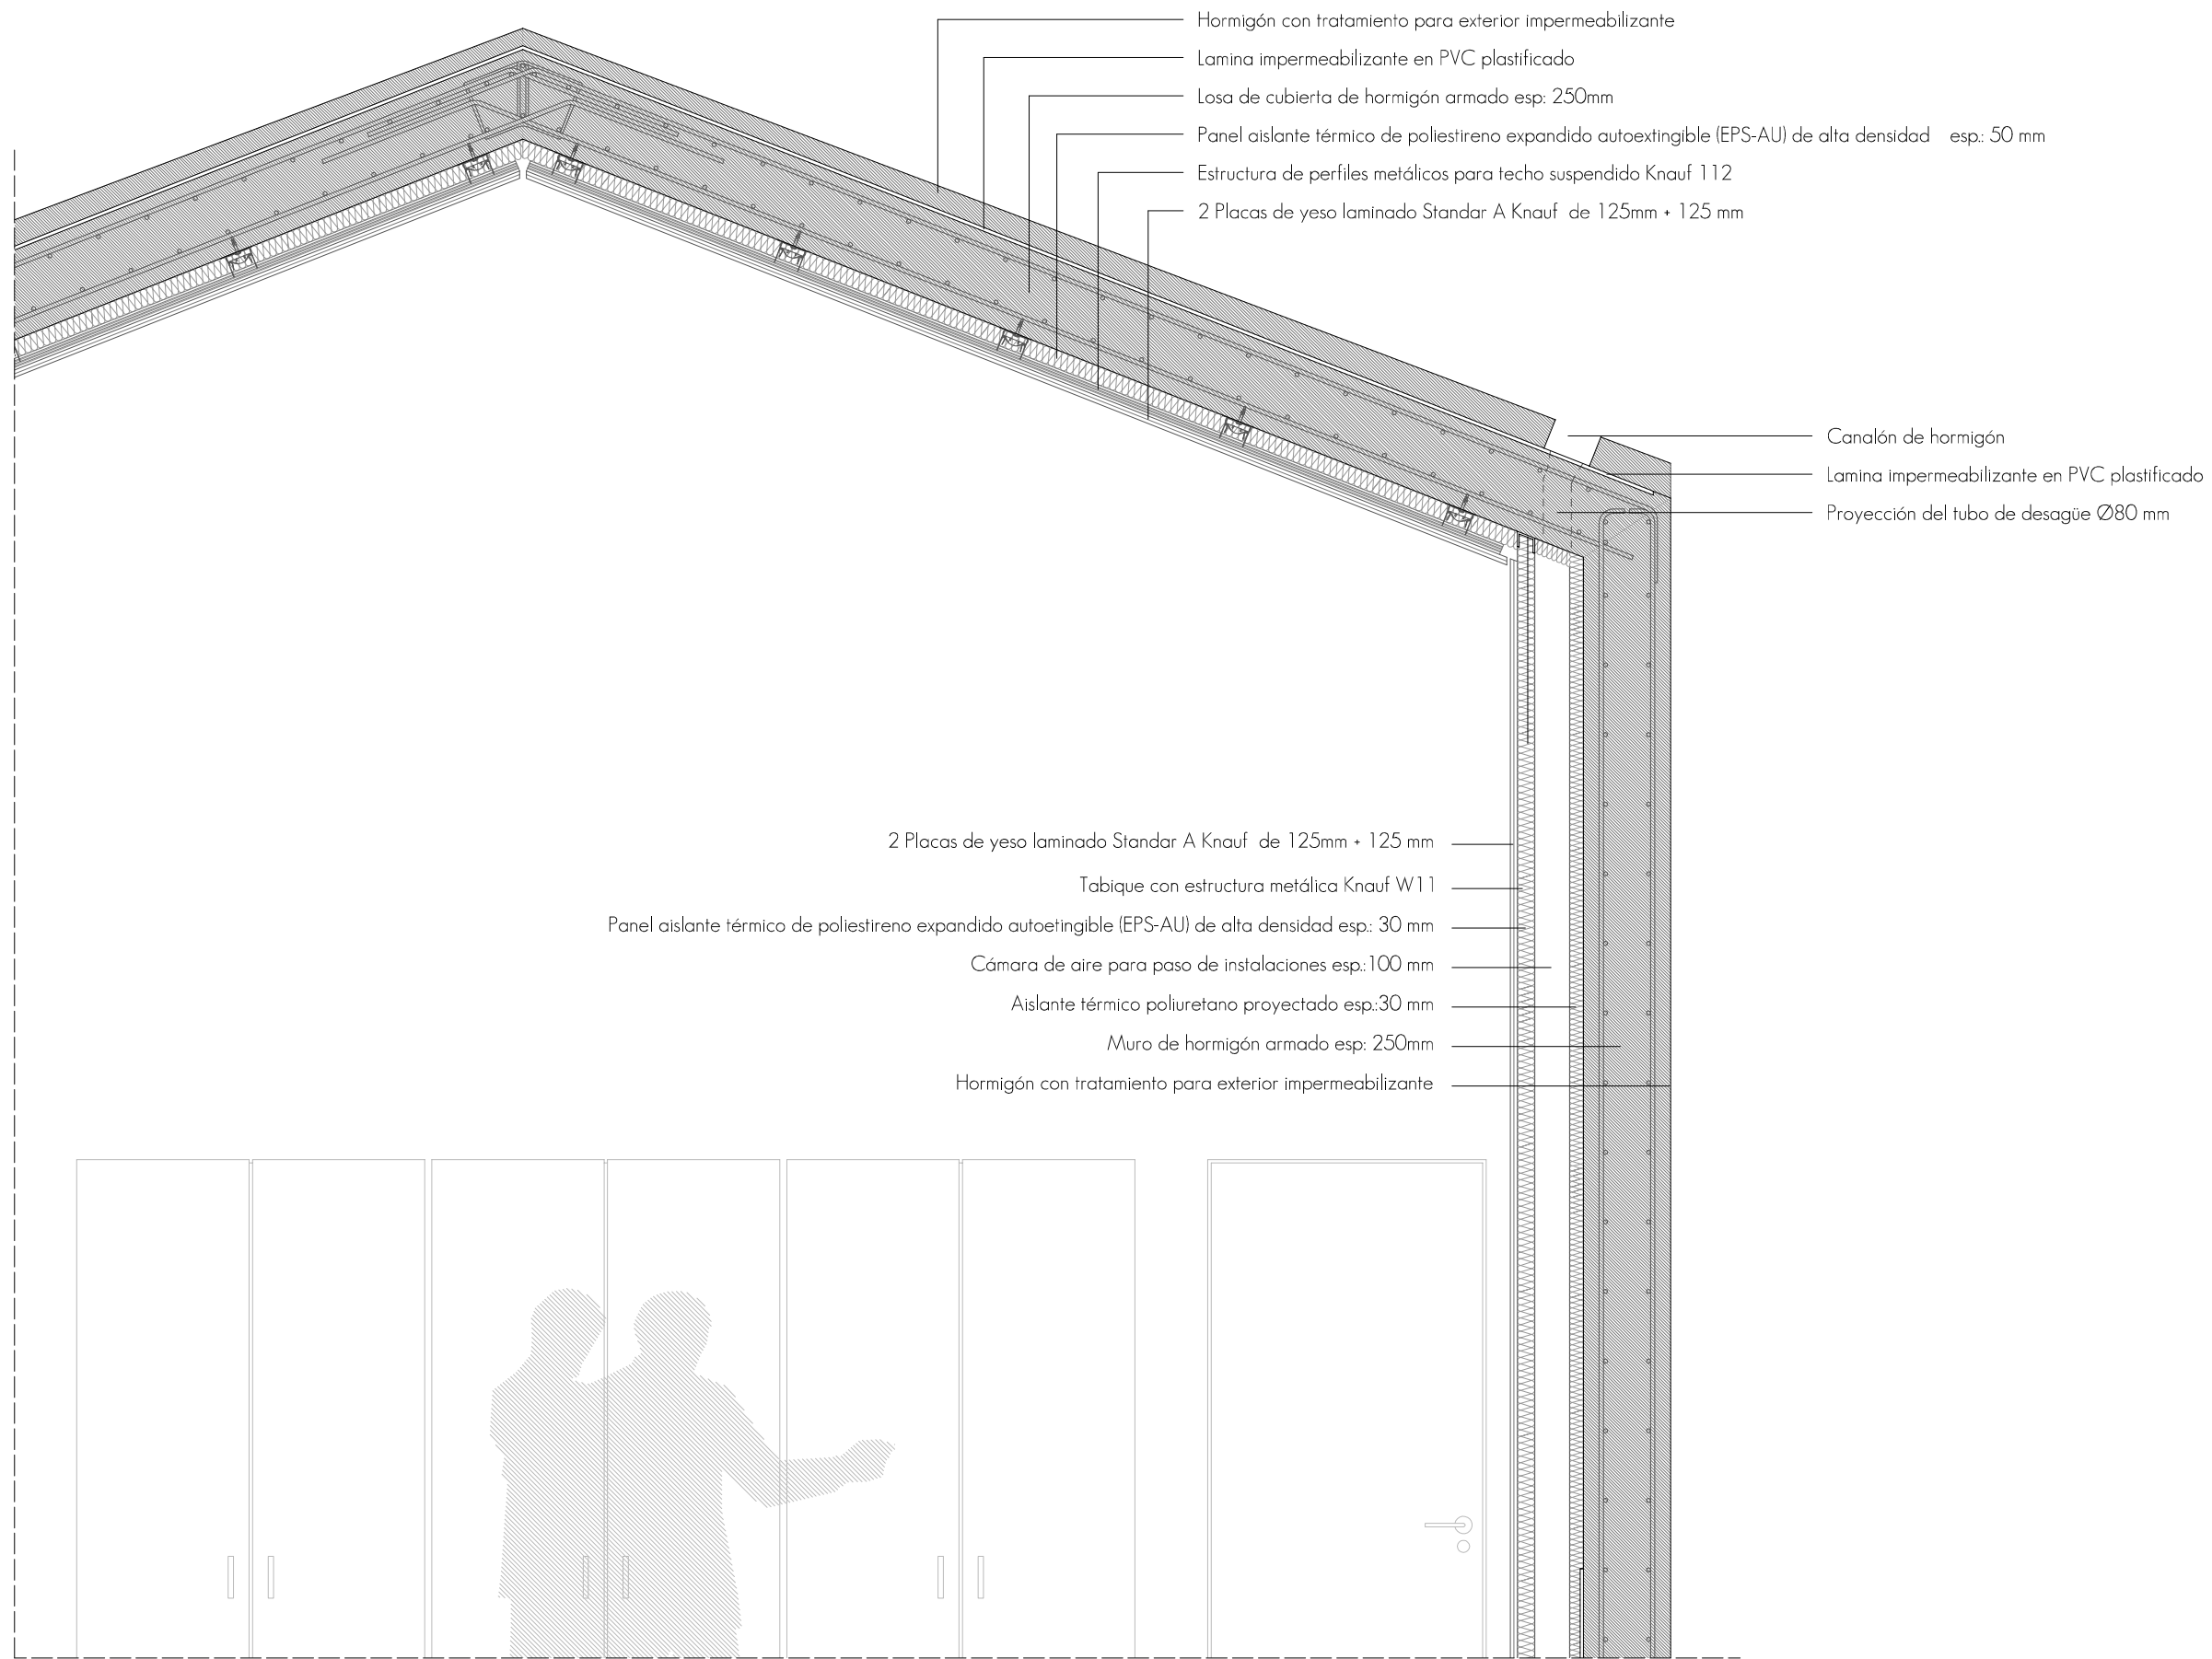 Hormigón con tratamiento para exterior impermeabilizante
Lamina impermeabilizante en PVC plastificado
Losa de cubierta de hormigón armado esp: 250mm
Panel aislante térmico de poliestireno expandido autoextingible (EPS-AU) de alta densidad esp.: 50 mm
Estructura de perfiles metálicos para techo suspendido Knauf 112
2 Placas de yeso laminado Standar A Knauf de 125mm + 125 mm
Canalón de hormigón
Lamina impermeabilizante en PVC plastificado
Proyección del tubo de desagüe Ø80 mm
2 Placas de yeso laminado Standar A Knauf de 125mm + 125 mm
Tabique con estructura metálica Knauf W11
Panel aislante térmico de poliestireno expandido autoetingible (EPS-AU) de alta densidad esp.: 30 mm
Cámara de aire para paso de instalaciones esp.:100 mm
Aislante térmico poliuretano proyectado esp.:30 mm
Muro de hormigón armado esp: 250mm
Hormigón con tratamiento para exterior impermeabilizante